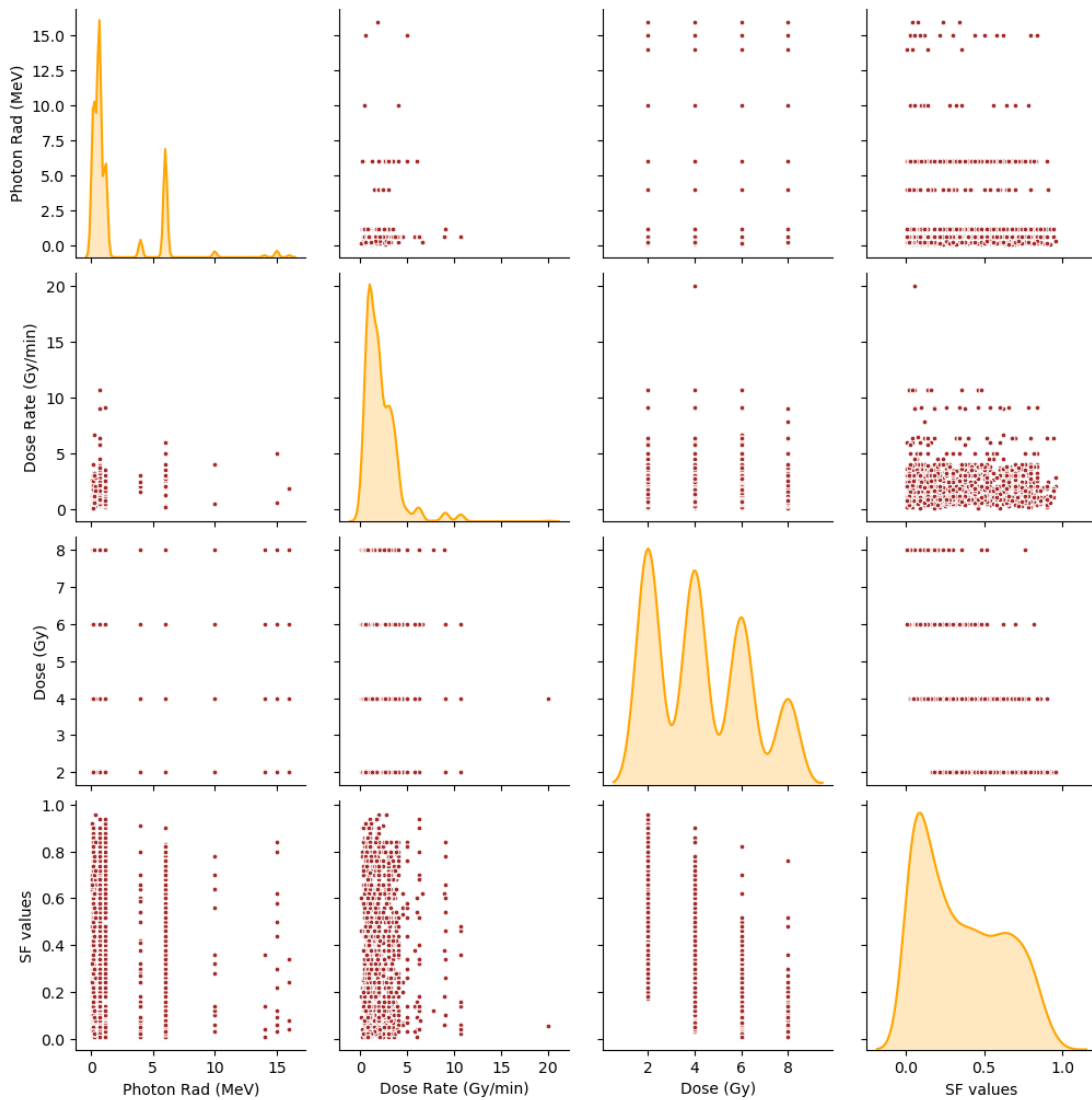 15.0
12.5
10.0
7.5
5.0
2.5
0.0
Photon Rad (MeV)
20
15
10
5
0
Dose Rate (Gy/min)
8
7
6
5
4
3
2
Dose (Gy)
1.0
0.8
0.6
0.4
0.2
0.0
SF values
0 5 10 15
Photon Rad (MeV)
0 5 10 15 20
Dose Rate (Gy/min)
2 4 6 8
Dose (Gy)
0.0 0.5 1.0
SF values